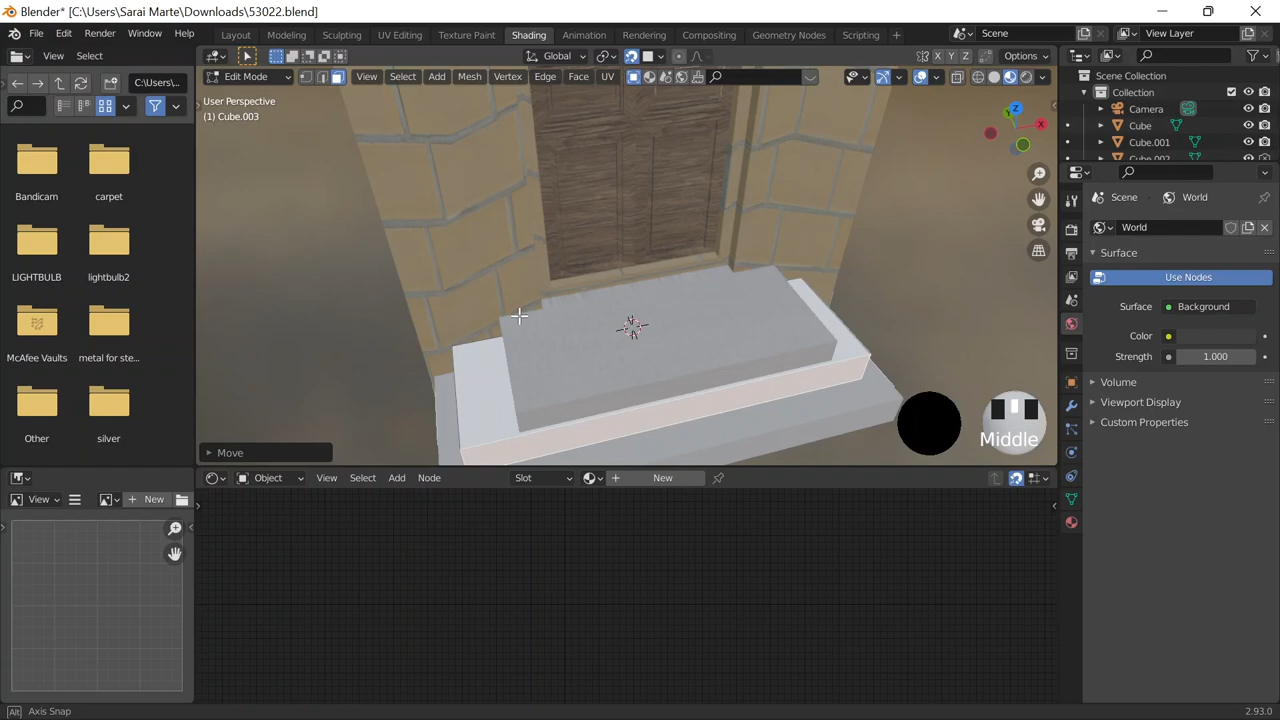 Blender* [C:\Users\Sarai Marte\Downloads\53022.blend]
File Edit Render Window Help Layout Modeling Sculpting UV Editing Texture Paint Shading Animation Rendering Compositing Geometry Nodes Scripting + Scene View Layer
View Select Global X Y Z Options
Edit Mode View Select Add Mesh Vertex Edge Face UV
C:\Users\...
User Perspective
(1) Cube.003
Scene Collection
Collection
Camera
Cube
Cube.001
Cube.002
Z
X
Y
Bandicam carpet
LIGHTBULB lightbulb2
McAfee Vaults metal for ste...
Other silver
Scene World
World
Surface
Use Nodes
Surface Background
Color
Strength 1.000
Volume
Viewport Display
Custom Properties
Middle
Move
Object View Select Add Node Slot New
View New
Alt Axis Snap
2.93.0